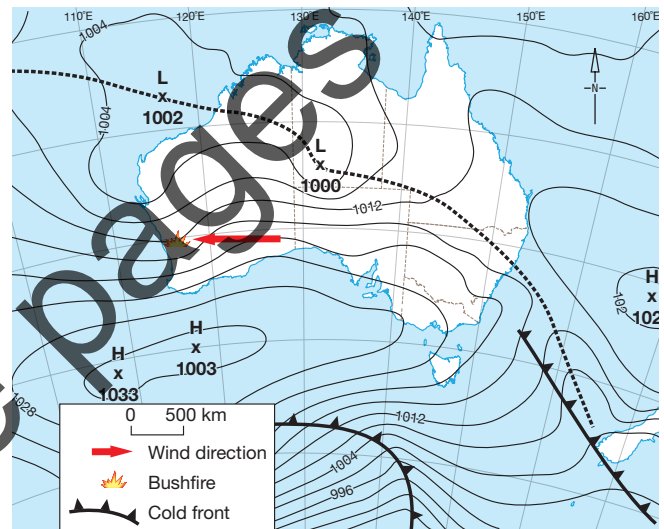 110°E 120°E 130°E 140°E 150°E 160°E
1004
L
x
1002
1004
L
x
1000
1012
H
x
102
102
H
x
1003
H
x
1033
1028
1012
1004
996
N
pages
0 500 km
Wind direction
Bushfire
Cold front